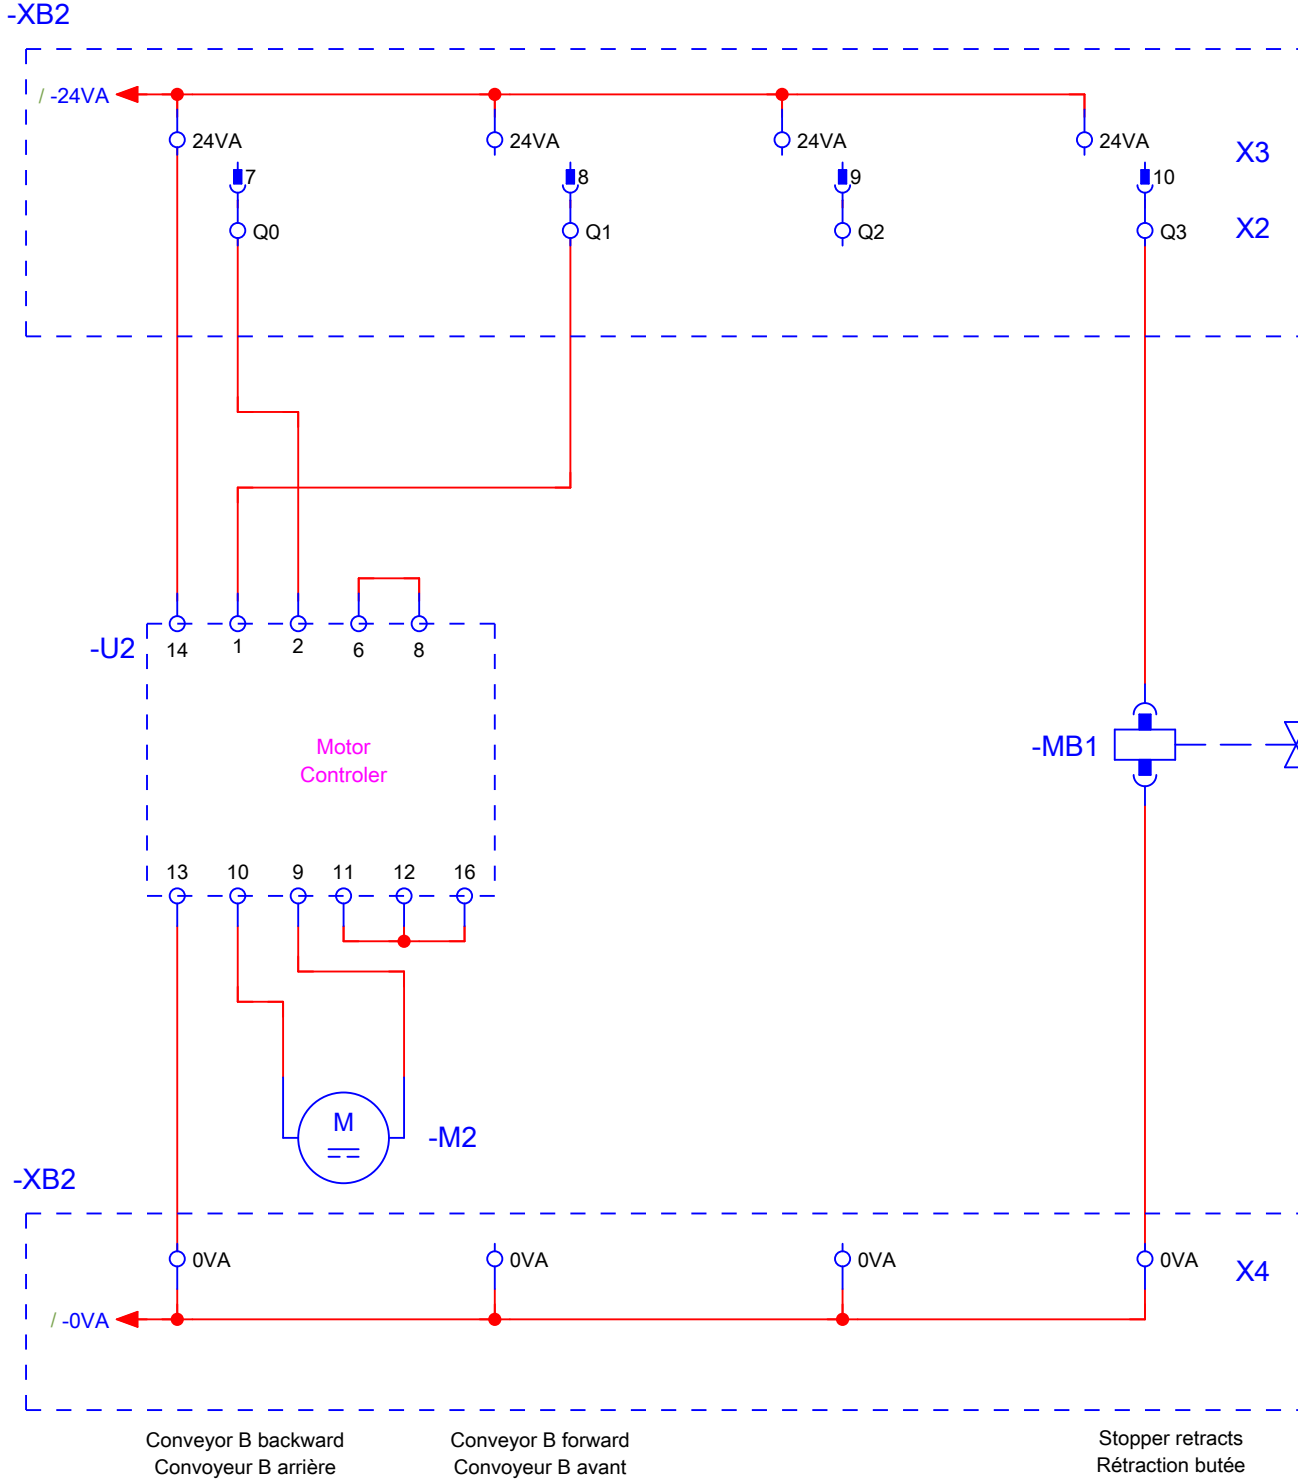 -XB2
/ -24VA
24VA 24VA 24VA 24VA X3
7 8 9 10
Q0 Q1 Q2 Q3 X2
-U2 14 1 2 6 8
Motor
Controler
-MB1
13 10 9 11 12 16
M -M2
-XB2
0VA 0VA 0VA 0VA X4
/ -0VA
Conveyor B backward Conveyor B forward Stopper retracts
Convoyeur B arrière Convoyeur B avant Rétraction butée